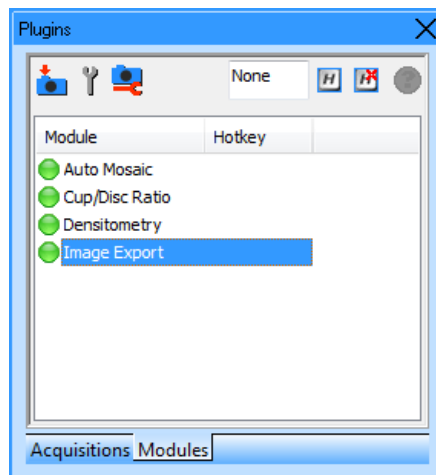 Plugins
None
H H
Module Hotkey
Auto Mosaic
Cup/Disc Ratio
Densitometry
Image Export
Acquisitions Modules